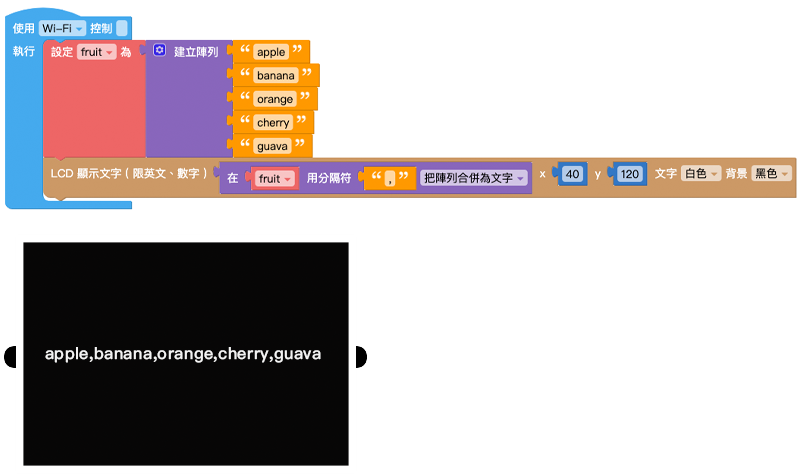 使用 Wi-Fi 控制
執行 設定 fruit 為 建立陣列 “ apple ”
“ banana ”
“ orange ”
“ cherry ”
“ guava ”
LCD 顯示文字（限英文、數字） 在 fruit 用分隔符 “ , ” 把陣列合併為文字 x 40 y 120 文字 白色 背景 黑色
apple,banana,orange,cherry,guava